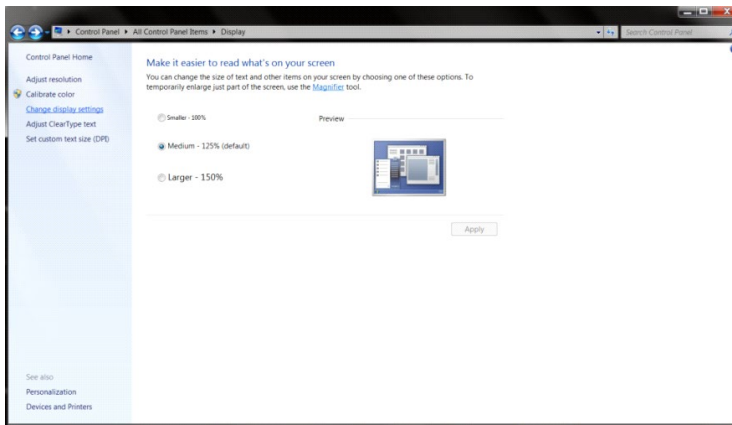 Control Panel ▸ All Control Panel Items ▸ Display
Search Control Panel
Control Panel Home
Adjust resolution
Calibrate color
Change display settings
Adjust ClearType text
Set custom text size (DPI)
Make it easier to read what's on your screen
You can change the size of text and other items on your screen by choosing one of these options. To
temporarily enlarge just part of the screen, use the Magnifier tool.
Smaller - 100%
Preview
Medium - 125% (default)
Larger - 150%
Apply
See also
Personalization
Devices and Printers